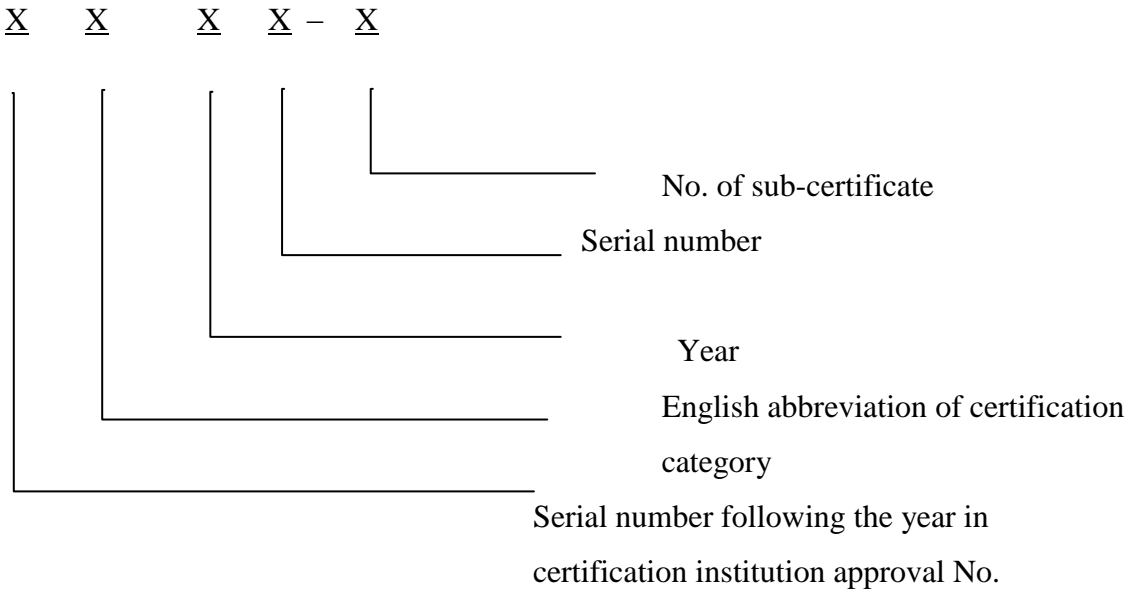 X X X X – X
No. of sub-certificate
Serial number
Year
English abbreviation of certification
category
Serial number following the year in
certification institution approval No.